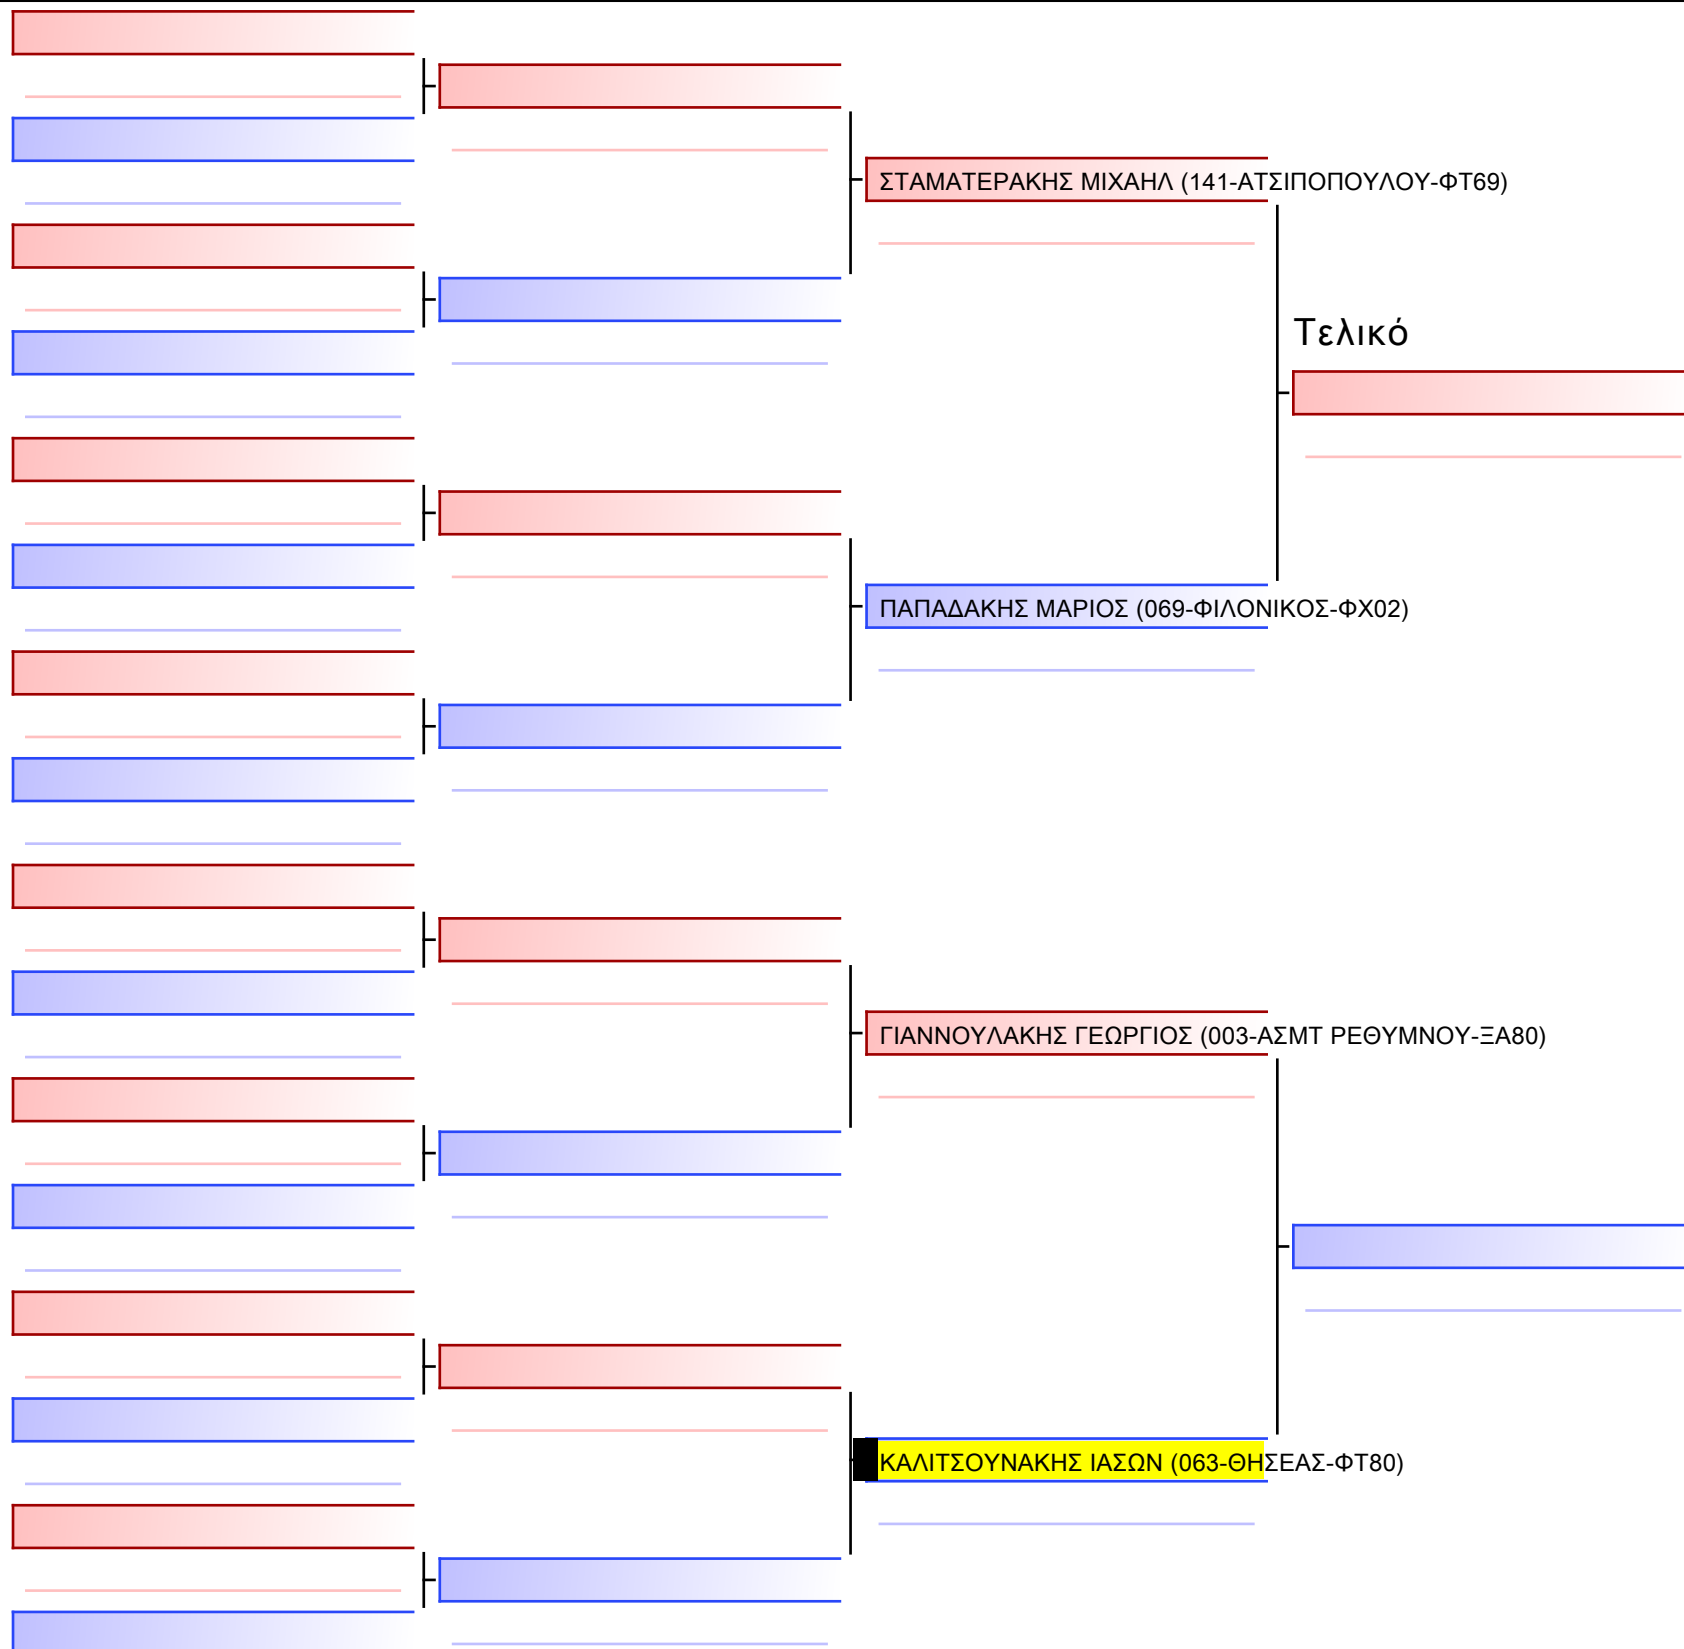 ΣΤΑΜΑΤΕΡΑΚΗΣ ΜΙΧΑΗΛ (141-ΑΤΣΙΠΟΠΟΥΛΟΥ-ΦΤ69)
Τελικό
ΠΑΠΑΔΑΚΗΣ ΜΑΡΙΟΣ (069-ΦΙΛΟΝΙΚΟΣ-ΦΧ02)
ΓΙΑΝΝΟΥΛΑΚΗΣ ΓΕΩΡΓΙΟΣ (003-ΑΣΜΤ ΡΕΘΥΜΝΟΥ-ΞΑ80)
ΚΑΛΙΤΣΟΥΝΑΚΗΣ ΙΑΣΩΝ (063-ΘΗΣΕΑΣ-ΦΤ80)